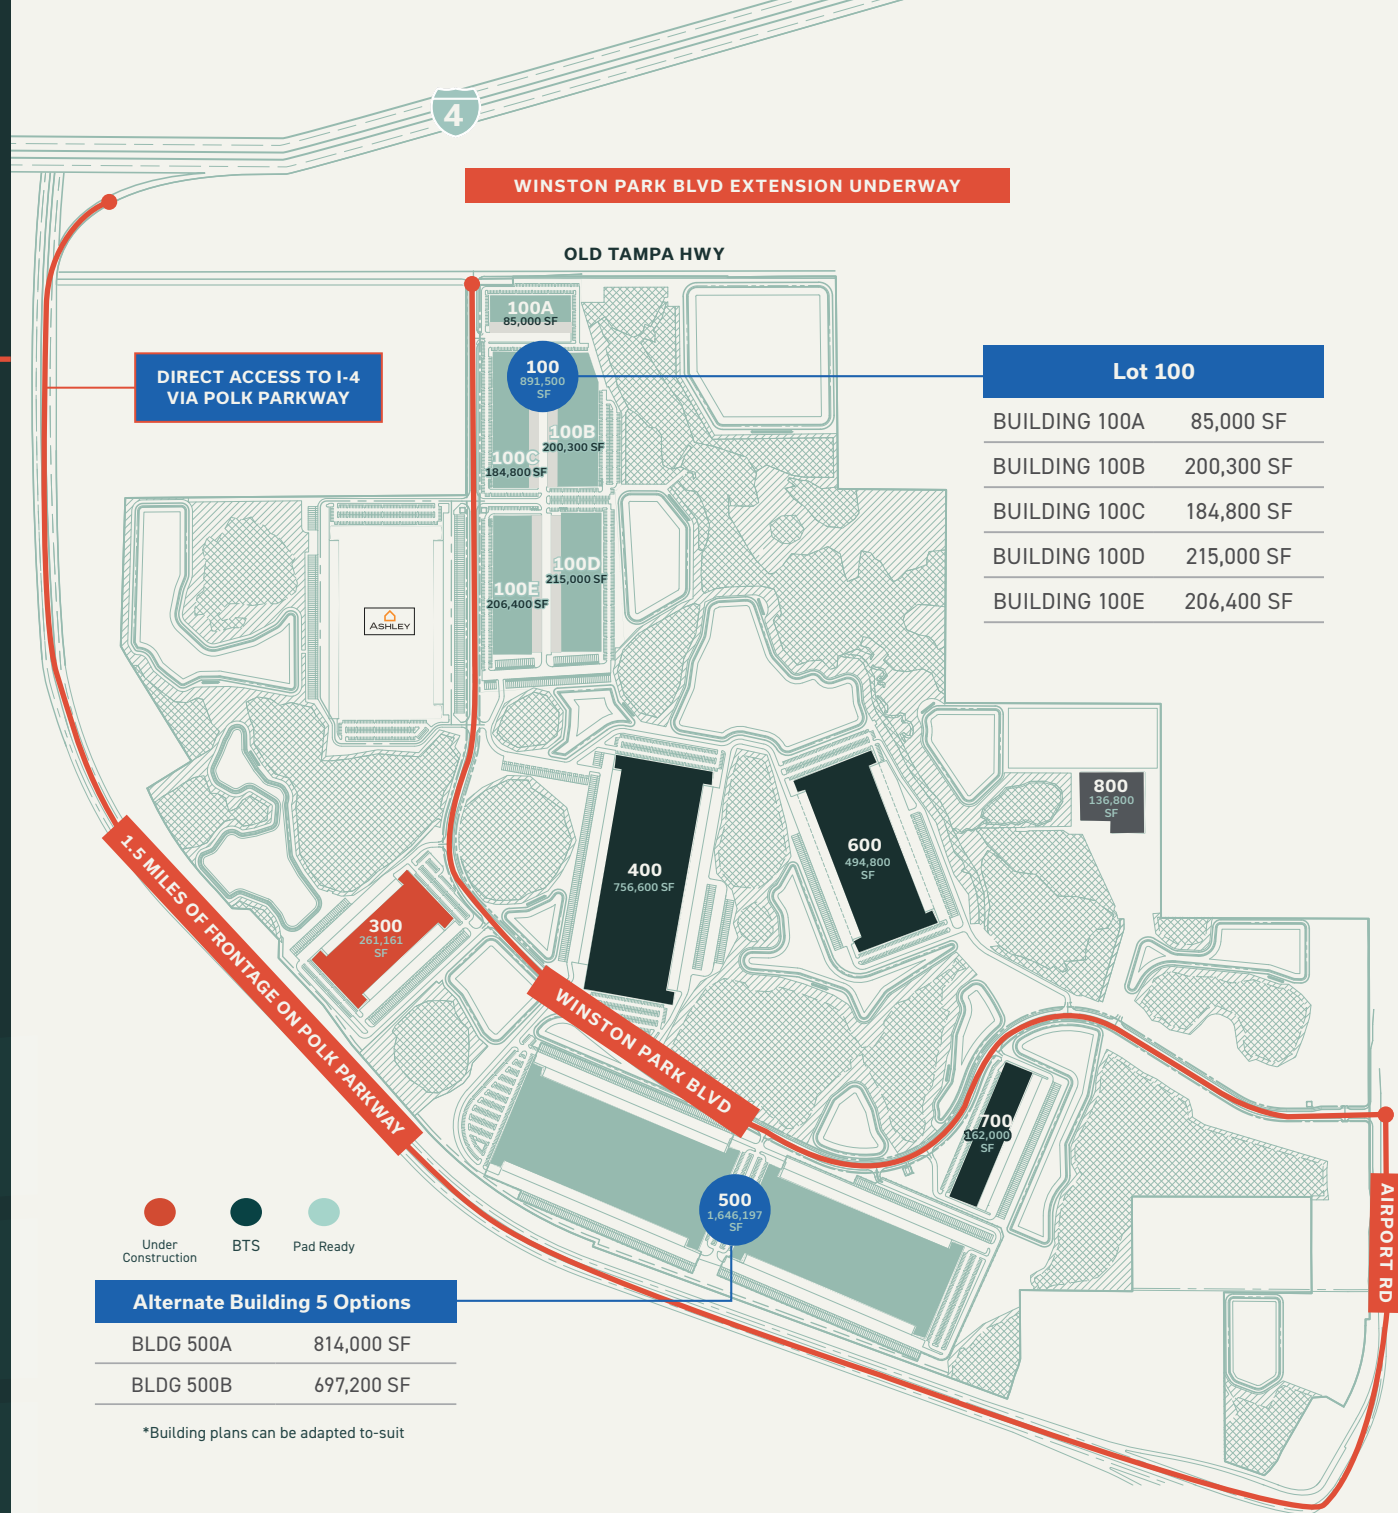 4
WINSTON PARK BLVD EXTENSION UNDERWAY
OLD TAMPA HWY
100A
85,000 SF
DIRECT ACCESS TO I-4
VIA POLK PARKWAY
100
891,500
SF
100B
200,300 SF
100C
184,800 SF
Lot 100
BUILDING 100A 85,000 SF
BUILDING 100B 200,300 SF
BUILDING 100C 184,800 SF
BUILDING 100D 215,000 SF
BUILDING 100E 206,400 SF
100D
215,000 SF
100E
206,400 SF
ASHLEY
800
136,800
SF
600
494,800
SF
400
756,600 SF
300
261,161
SF
1.5 MILES OF FRONTAGE ON POLK PARKWAY
WINSTON PARK BLVD
700
162,000
SF
500
1,646,197
SF
AIRPORT RD
Under
Construction
BTS
Pad Ready
Alternate Building 5 Options
BLDG 500A 814,000 SF
BLDG 500B 697,200 SF
*Building plans can be adapted to-suit